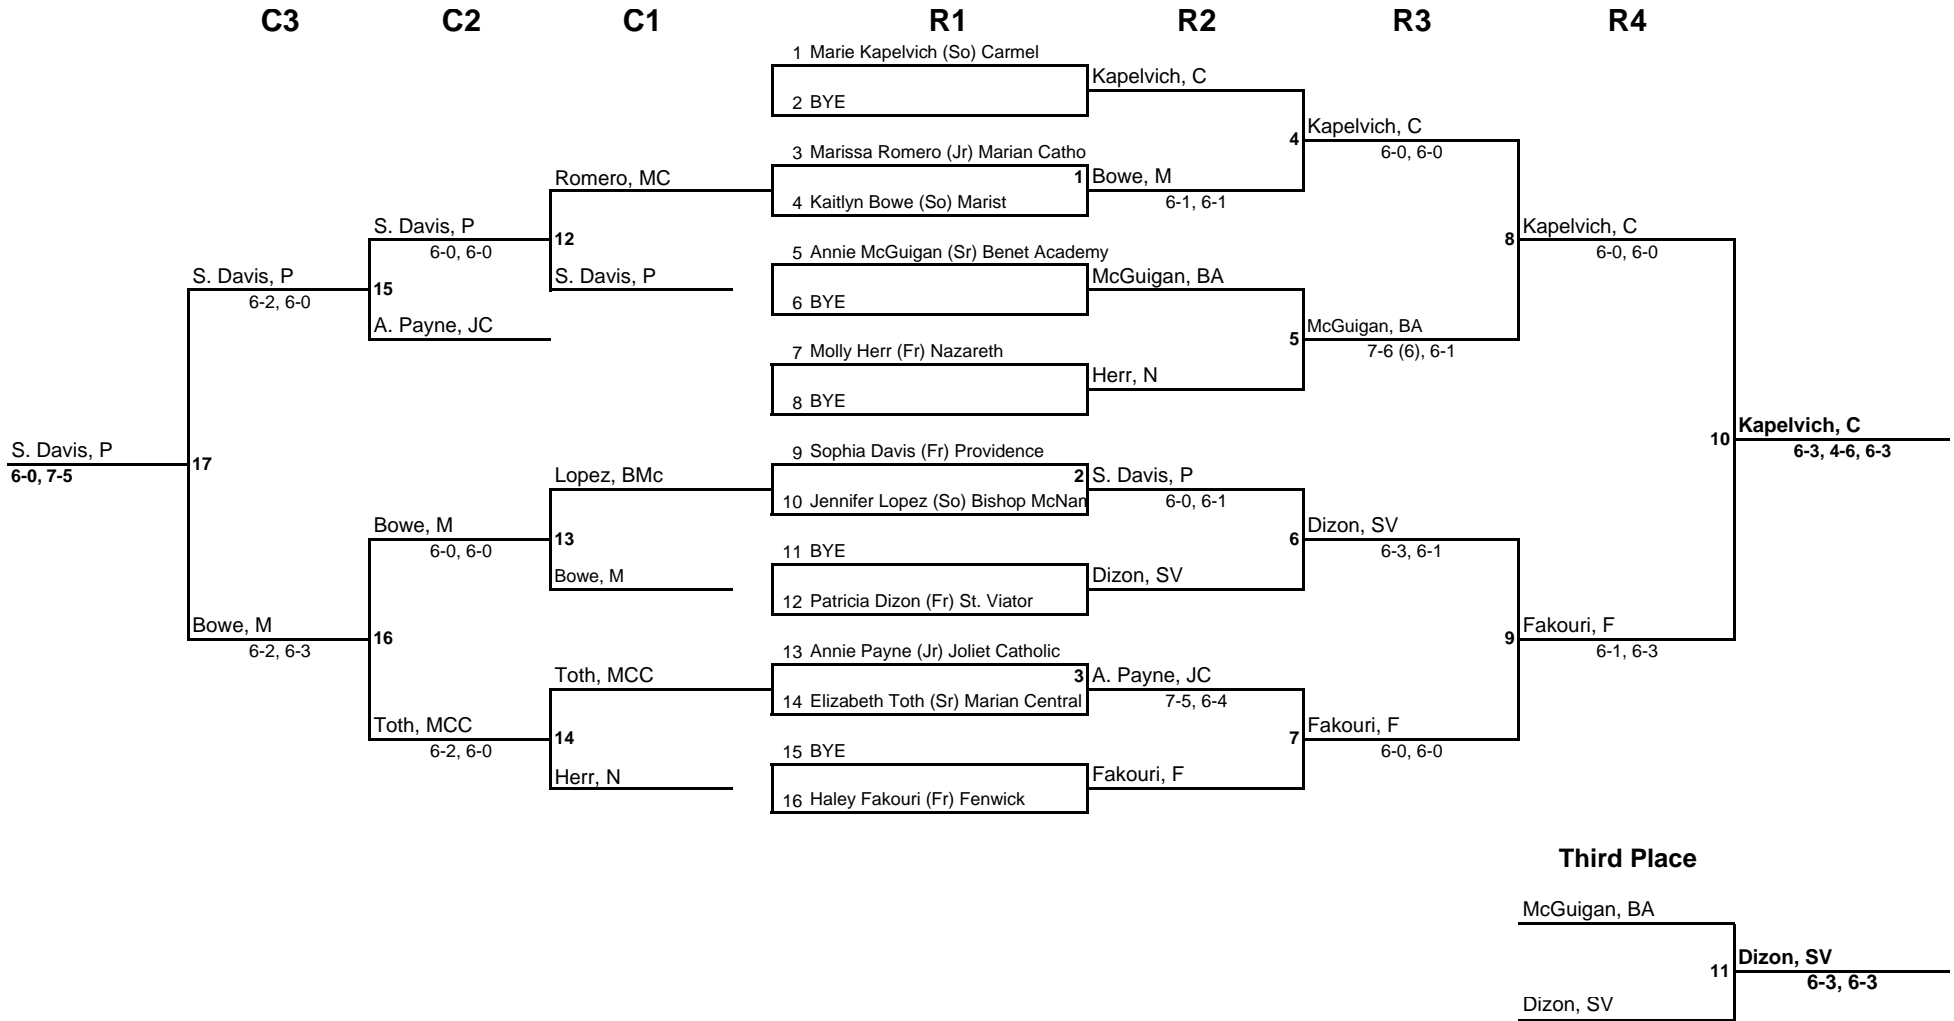 C3 C2 C1 R1 R2 R3 R4
1 Marie Kapelvich (So) Carmel
Kapelvich, C
2 BYE
4 Kapelvich, C
6-0, 6-0
3 Marissa Romero (Jr) Marian Catho
Romero, MC
1 Bowe, M
4 Kaitlyn Bowe (So) Marist
6-1, 6-1
S. Davis, P
6-0, 6-0
12
8 Kapelvich, C
6-0, 6-0
5 Annie McGuigan (Sr) Benet Academy
S. Davis, P
6-2, 6-0
15
S. Davis, P
McGuigan, BA
6 BYE
A. Payne, JC
5 McGuigan, BA
7-6 (6), 6-1
7 Molly Herr (Fr) Nazareth
Herr, N
8 BYE
10 Kapelvich, C
6-3, 4-6, 6-3
S. Davis, P
6-0, 7-5
17
9 Sophia Davis (Fr) Providence
Lopez, BMc
2 S. Davis, P
10 Jennifer Lopez (So) Bishop McNan
6-0, 6-1
Bowe, M
6-0, 6-0
13
6 Dizon, SV
6-3, 6-1
11 BYE
Bowe, M
Dizon, SV
12 Patricia Dizon (Fr) St. Viator
Bowe, M
6-2, 6-3
16
9 Fakouri, F
6-1, 6-3
13 Annie Payne (Jr) Joliet Catholic
Toth, MCC
3 A. Payne, JC
14 Elizabeth Toth (Sr) Marian Central
7-5, 6-4
Toth, MCC
6-2, 6-0
14
7 Fakouri, F
6-0, 6-0
15 BYE
Herr, N
Fakouri, F
16 Haley Fakouri (Fr) Fenwick
Third Place
McGuigan, BA
11 Dizon, SV
6-3, 6-3
Dizon, SV